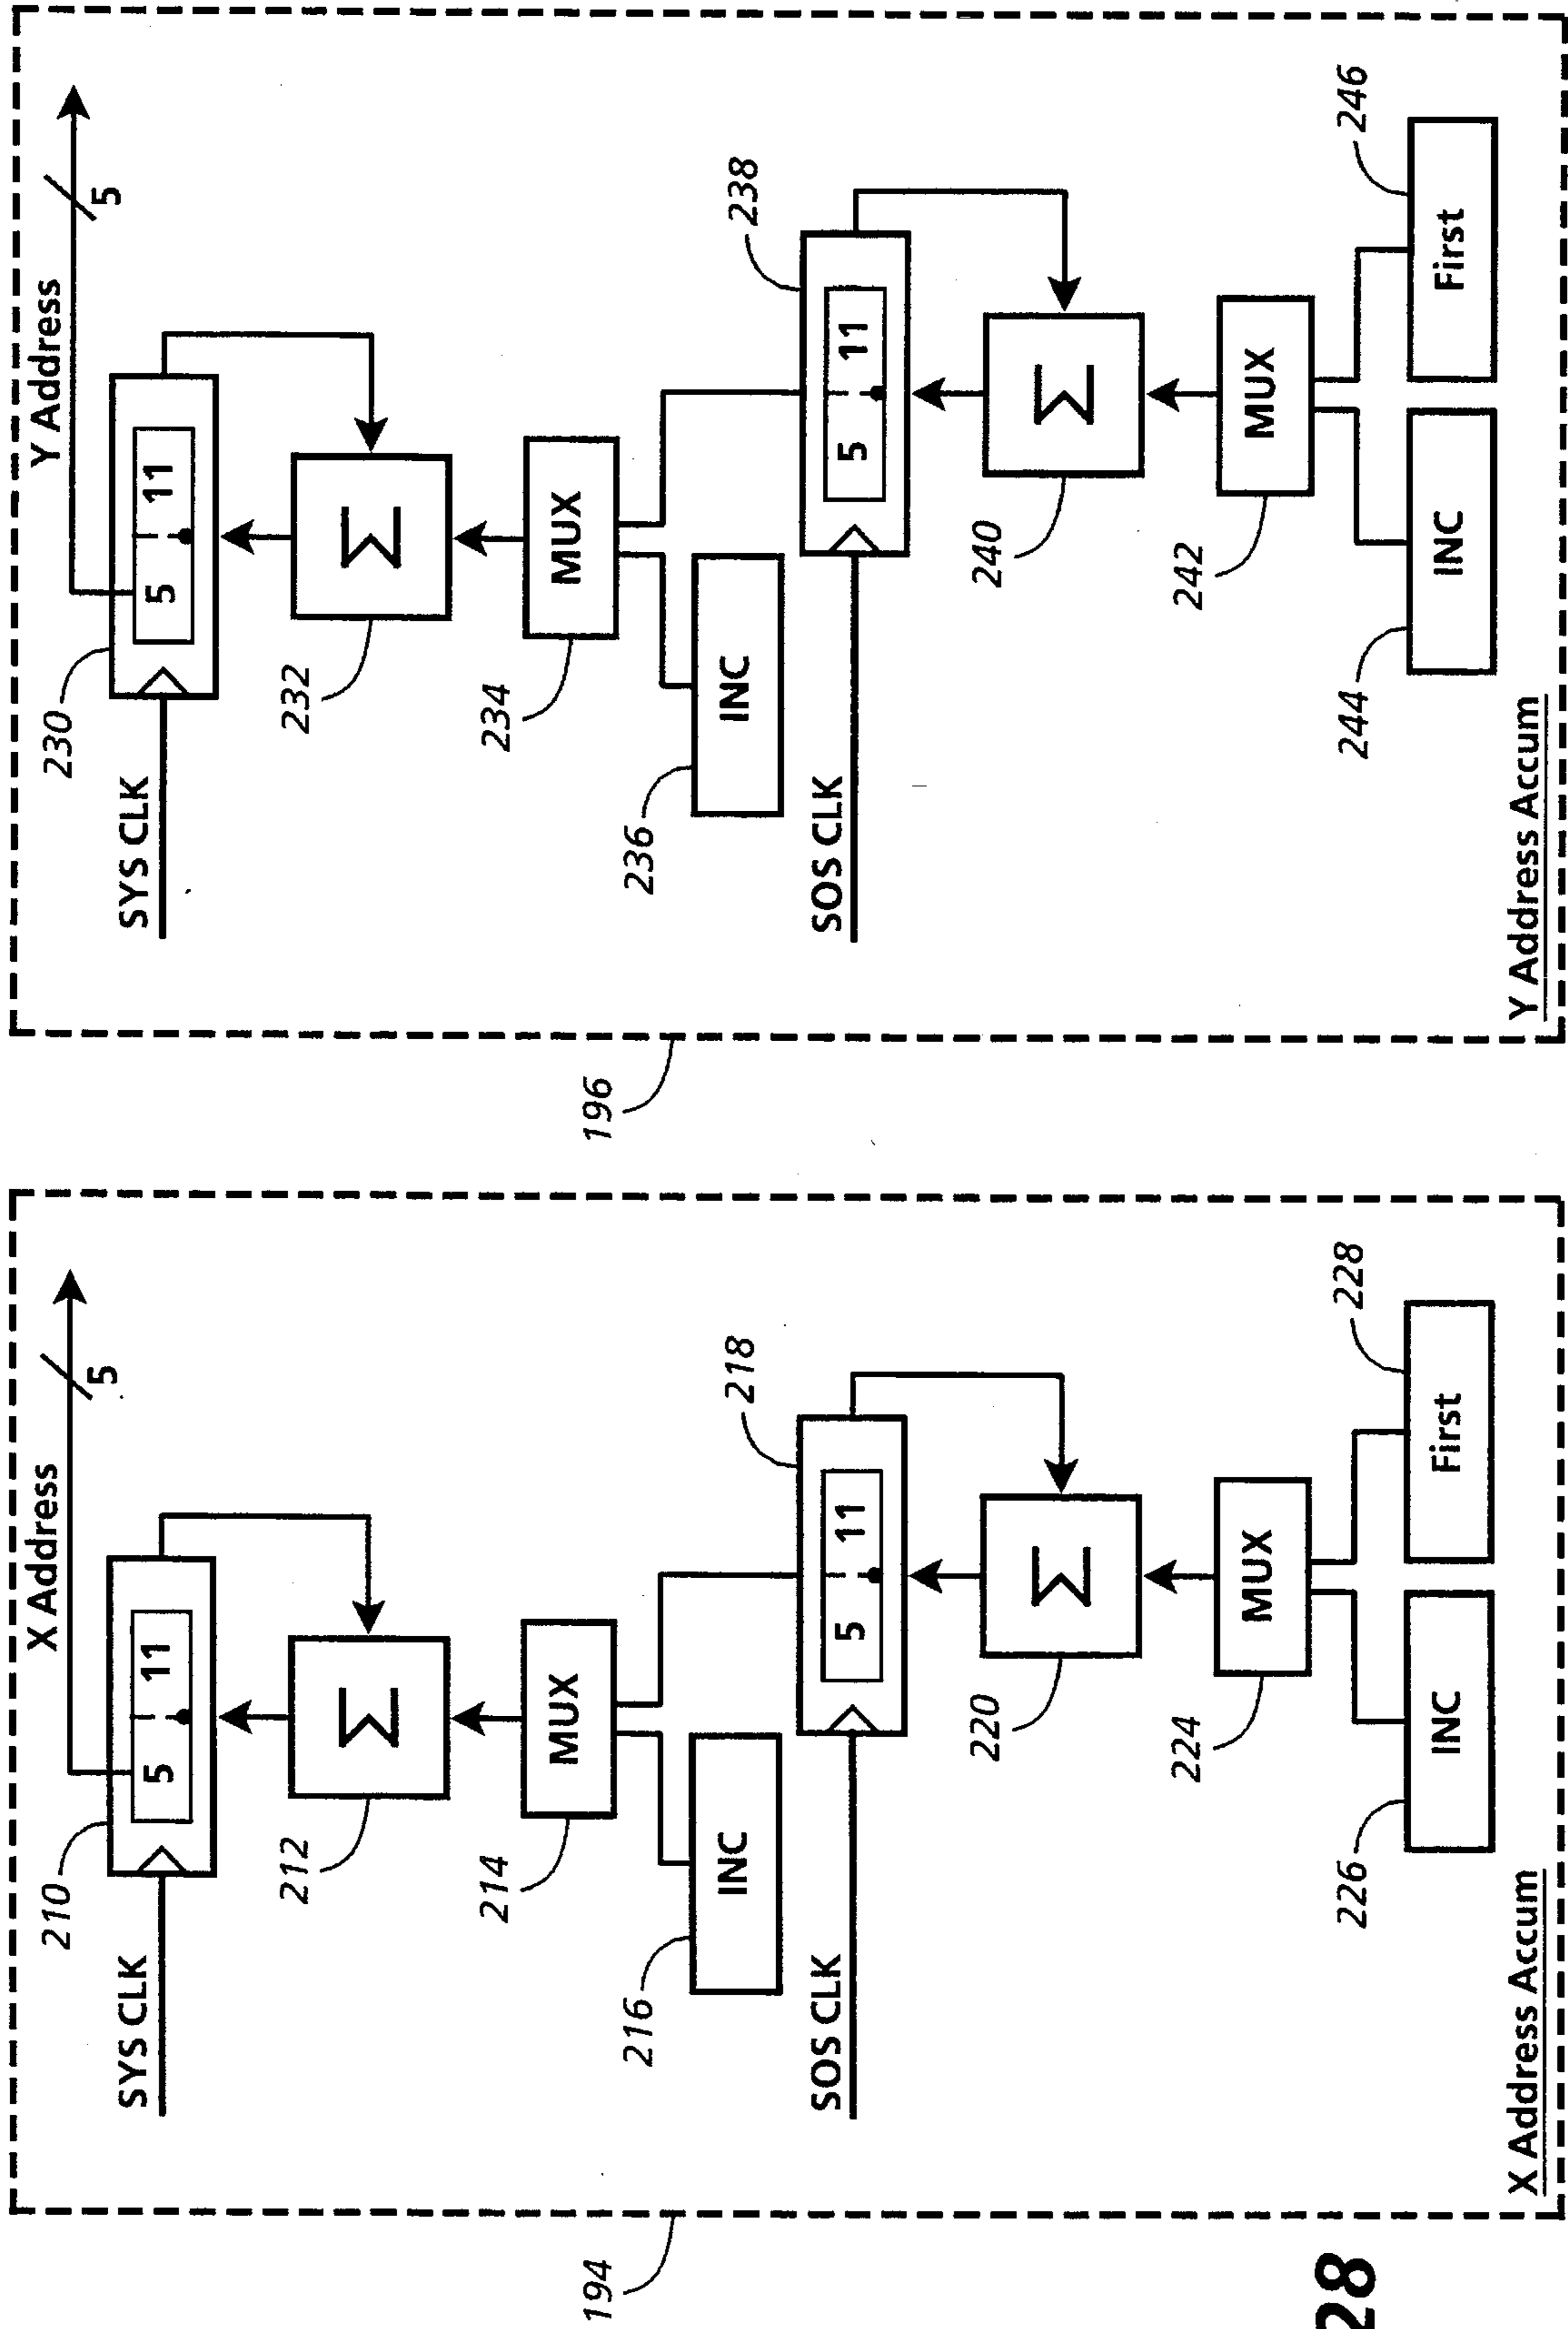 X Address
5
210
5 11
SYS CLK
212
Σ
214
MUX
216
INC
218
5 11
SOS CLK
220
Σ
224
MUX
226
INC
First
228
X Address Accum
194
Y Address
5
230
5 11
SYS CLK
232
Σ
234
MUX
236
INC
238
5 11
SOS CLK
240
Σ
242
MUX
244
INC
First
246
Y Address Accum
196
28